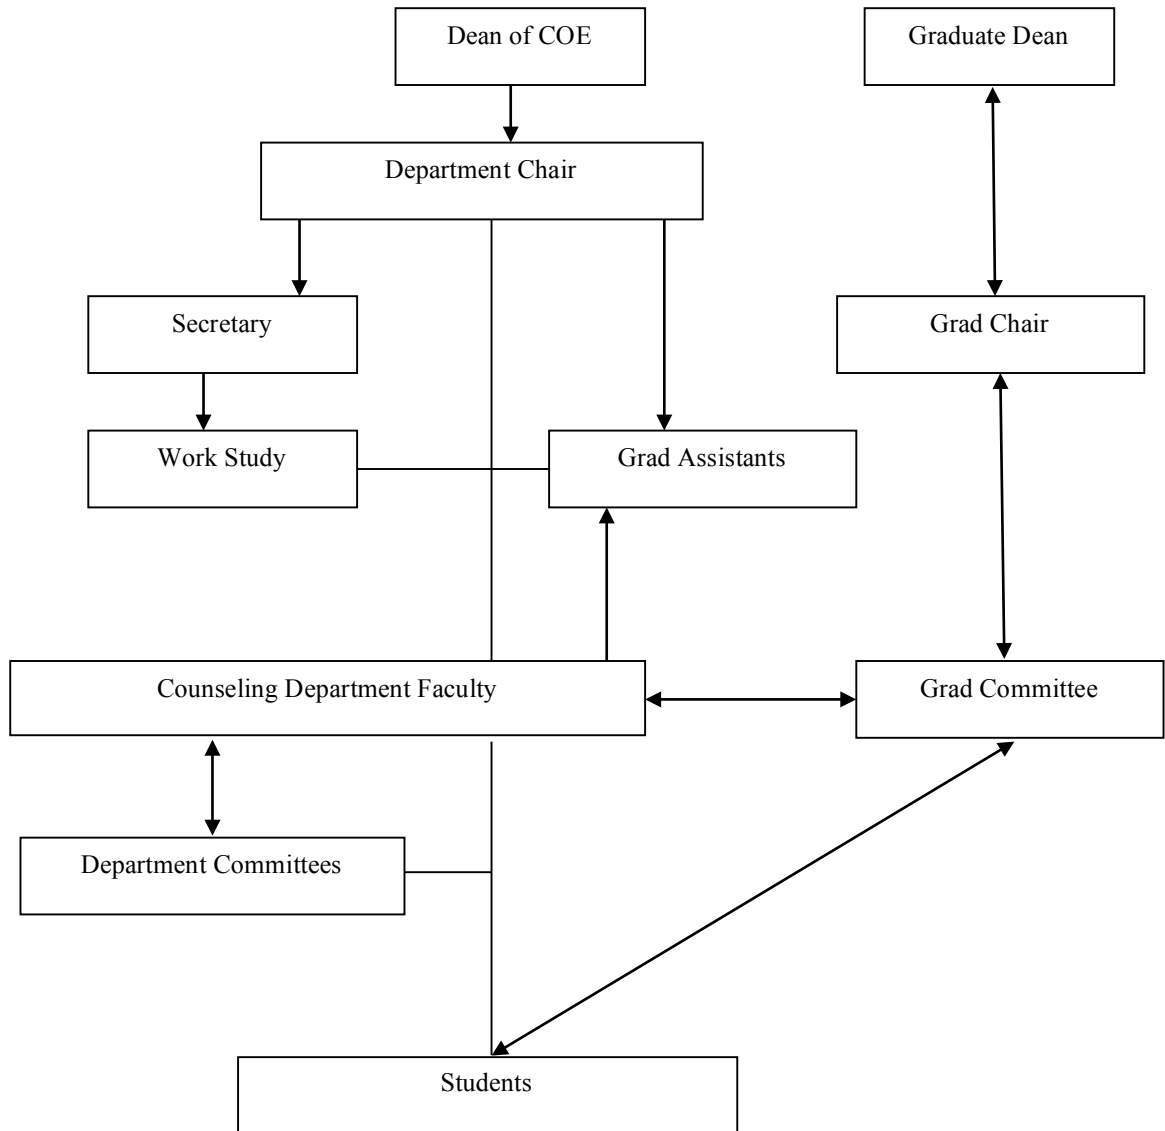 Dean of COE
Graduate Dean
Department Chair
Secretary
Grad Chair
Work Study
Grad Assistants
Counseling Department Faculty
Grad Committee
Department Committees
Students